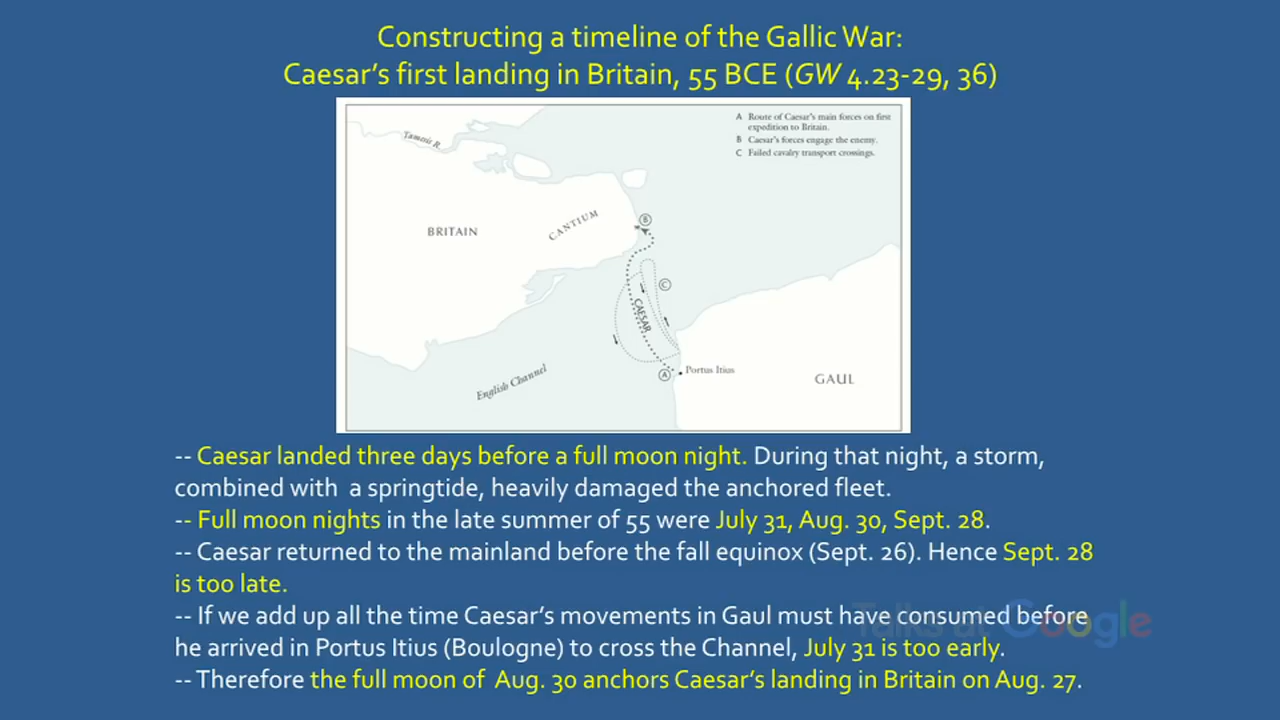 Constructing a timeline of the Gallic War:
Caesar's first landing in Britain, 55 BCE (GW 4.23-29, 36)
A Route of Caesar's main forces on first
expedition to Britain.
B Caesar's forces engage the enemy.
C Failed cavalry transport crossings.
Tamesis R.
BRITAIN
CANTIUM
B
C
CAESAR
A
Portus Itius
English Channel
GAUL
-- Caesar landed three days before a full moon night. During that night, a storm,
combined with a springtide, heavily damaged the anchored fleet.
-- Full moon nights in the late summer of 55 were July 31, Aug. 30, Sept. 28.
-- Caesar returned to the mainland before the fall equinox (Sept. 26). Hence Sept. 28
is too late.
-- If we add up all the time Caesar's movements in Gaul must have consumed before
he arrived in Portus Itius (Boulogne) to cross the Channel, July 31 is too early.
-- Therefore the full moon of Aug. 30 anchors Caesar's landing in Britain on Aug. 27.
Talks at Google